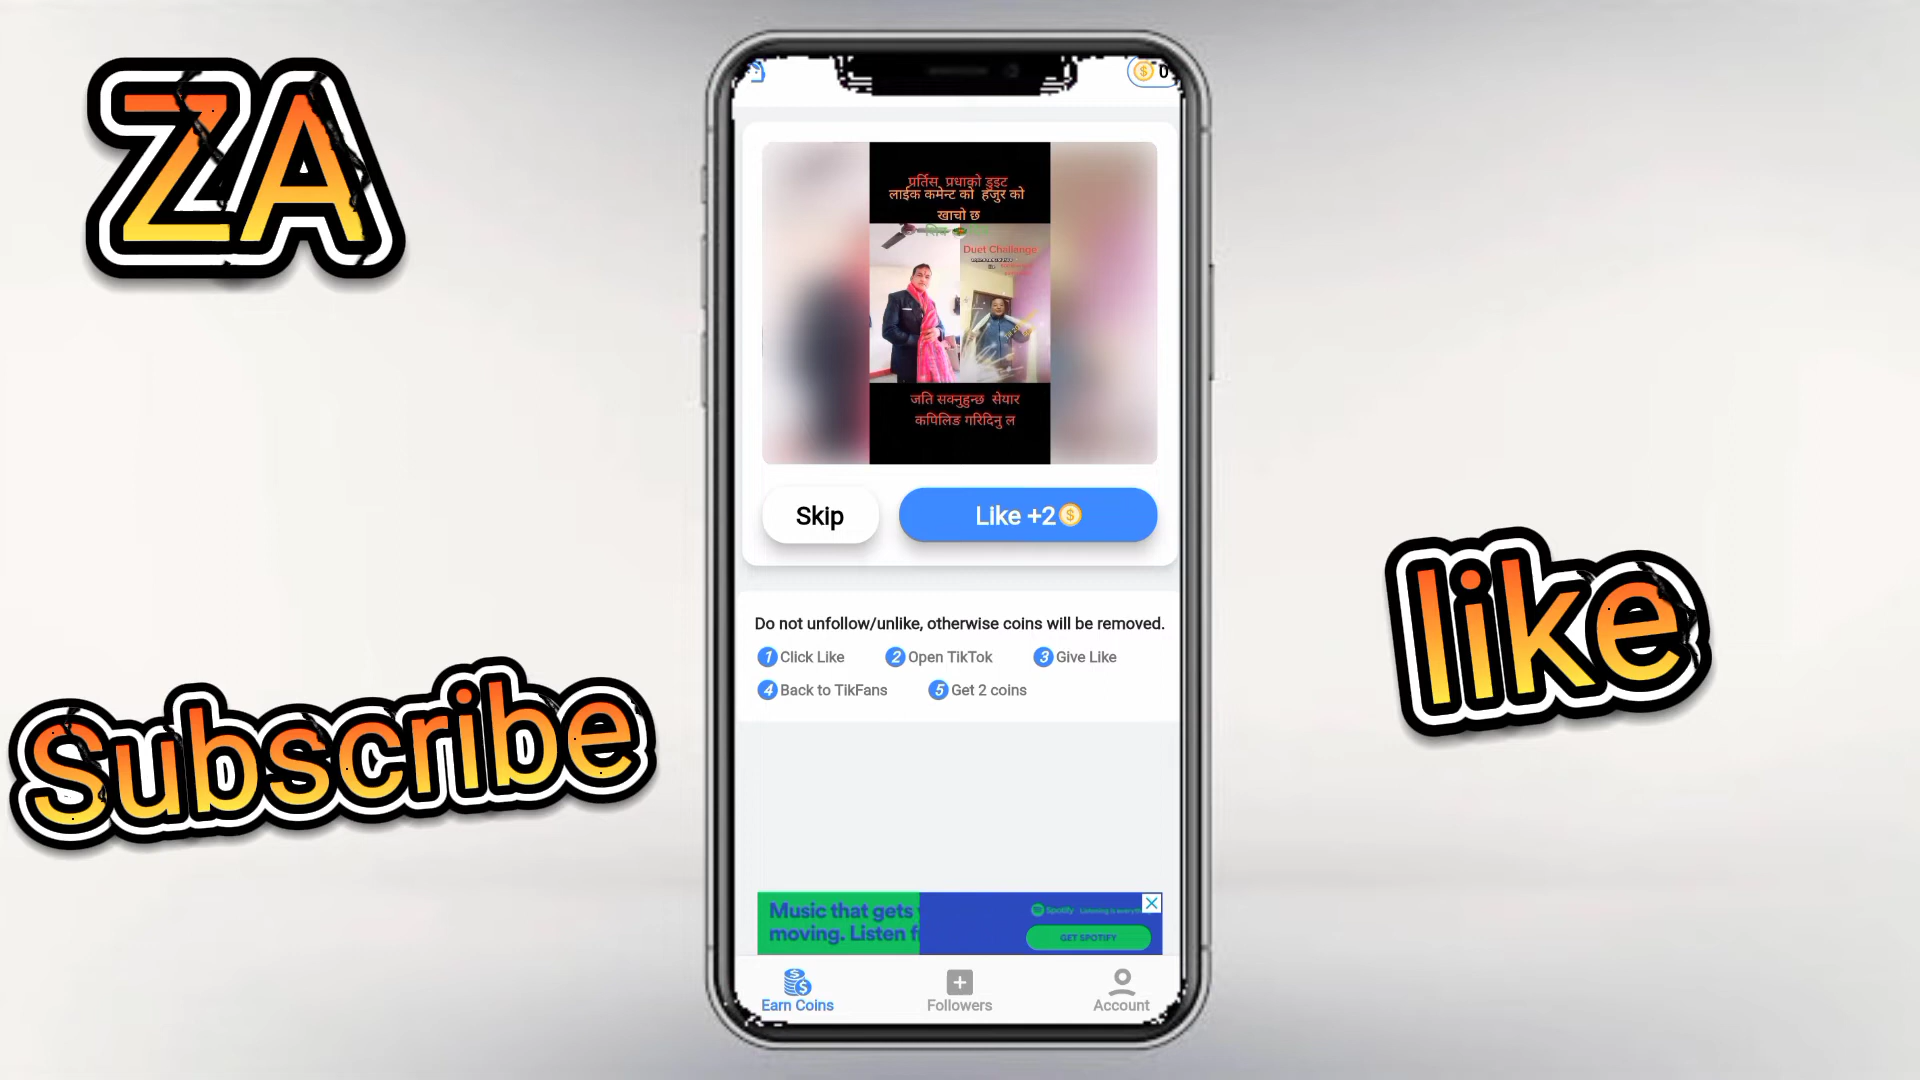 ZA
0
प्रर्तिस प्रधाको डुइट
लाईक कमेन्ट को हजुर को
खाचो छ
Duet Challange
जति सक्नुहुन्छ सेयार
कपिलिङ गरिदिनु ल
Skip
Like +2
Do not unfollow/unlike, otherwise coins will be removed.
1 Click Like 2 Open TikTok 3 Give Like
4 Back to TikFans 5 Get 2 coins
like
Subscribe
Music that gets
moving. Listen
Spotify
GET SPOTIFY
Earn Coins
Followers
Account